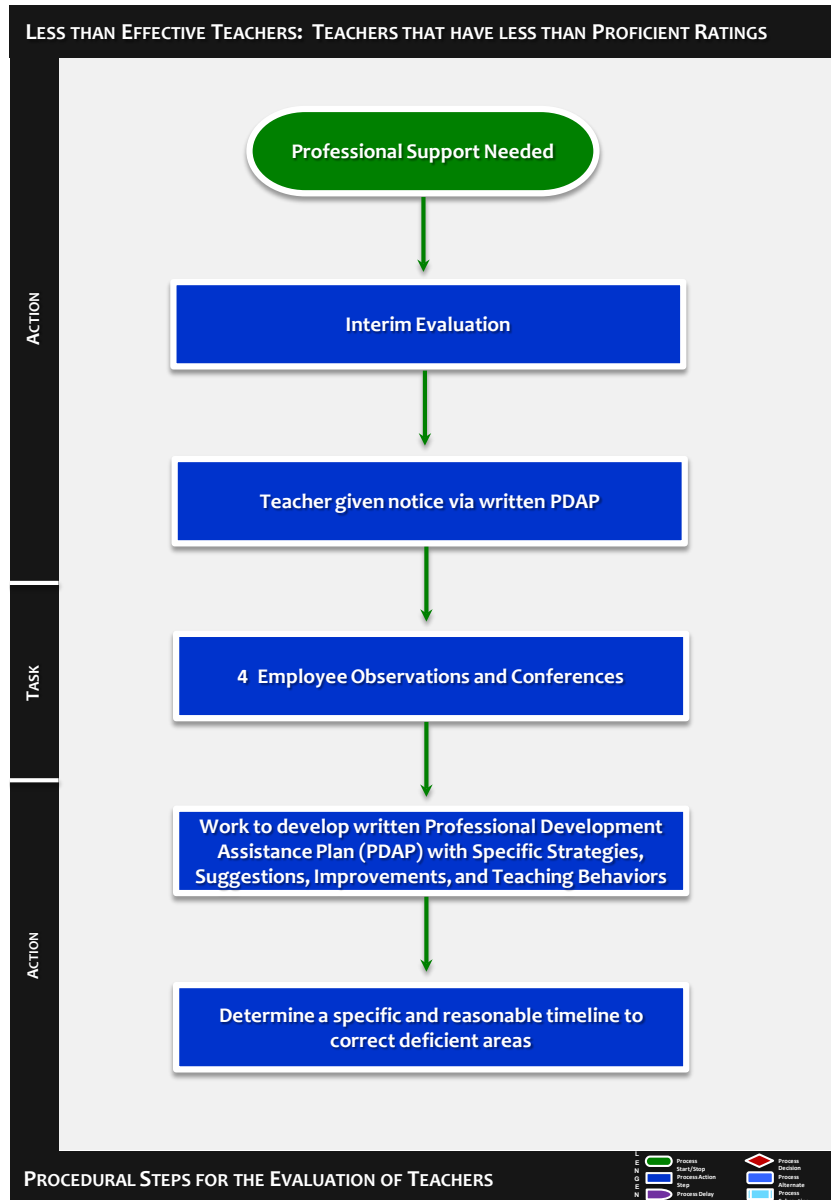 LESS THAN EFFECTIVE TEACHERS: TEACHERS THAT HAVE LESS THAN PROFICIENT RATINGS
ACTION
Professional Support Needed
Interim Evaluation
Teacher given notice via written PDAP
TASK
4 Employee Observations and Conferences
ACTION
Work to develop written Professional Development
Assistance Plan (PDAP) with Specific Strategies,
Suggestions, Improvements, and Teaching Behaviors
Determine a specific and reasonable timeline to
correct deficient areas
PROCEDURAL STEPS FOR THE EVALUATION OF TEACHERS
LENGEN
Process
Start/Stop
Process Action
Step
Process Delay
Process
Decision
Process
Alternate
Process